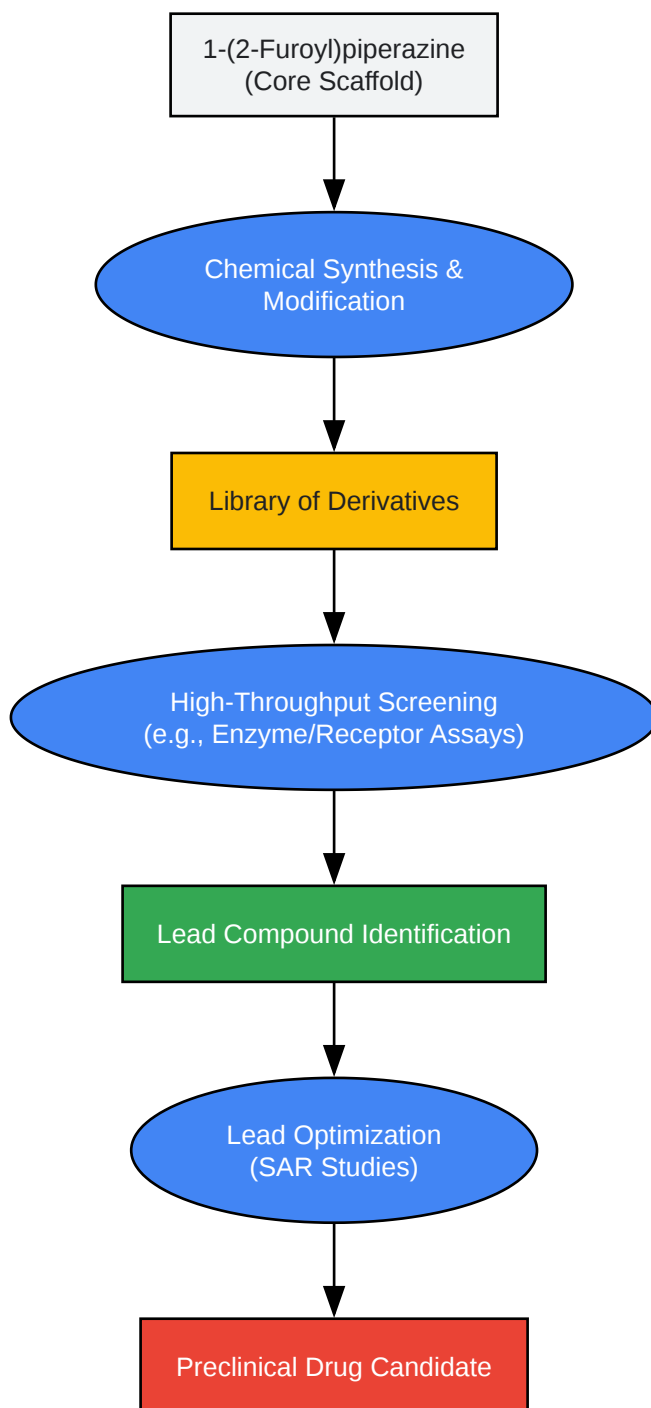 1-(2-Furoyl)piperazine
(Core Scaffold)
Chemical Synthesis &
Modification
Library of Derivatives
High-Throughput Screening
(e.g., Enzyme/Receptor Assays)
Lead Compound Identification
Lead Optimization
(SAR Studies)
Preclinical Drug Candidate